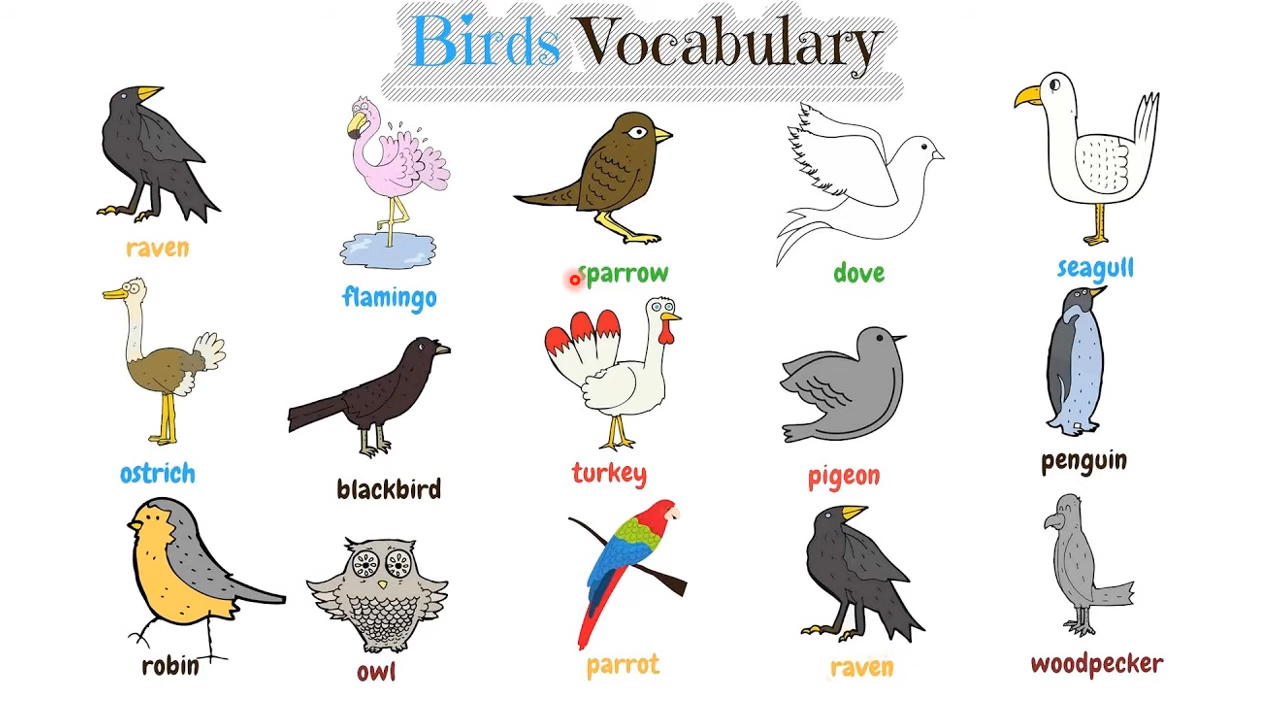 Birds Vocabulary
raven
flamingo
sparrow
dove
seagull
ostrich
blackbird
turkey
pigeon
penguin
robin
owl
parrot
raven
woodpecker